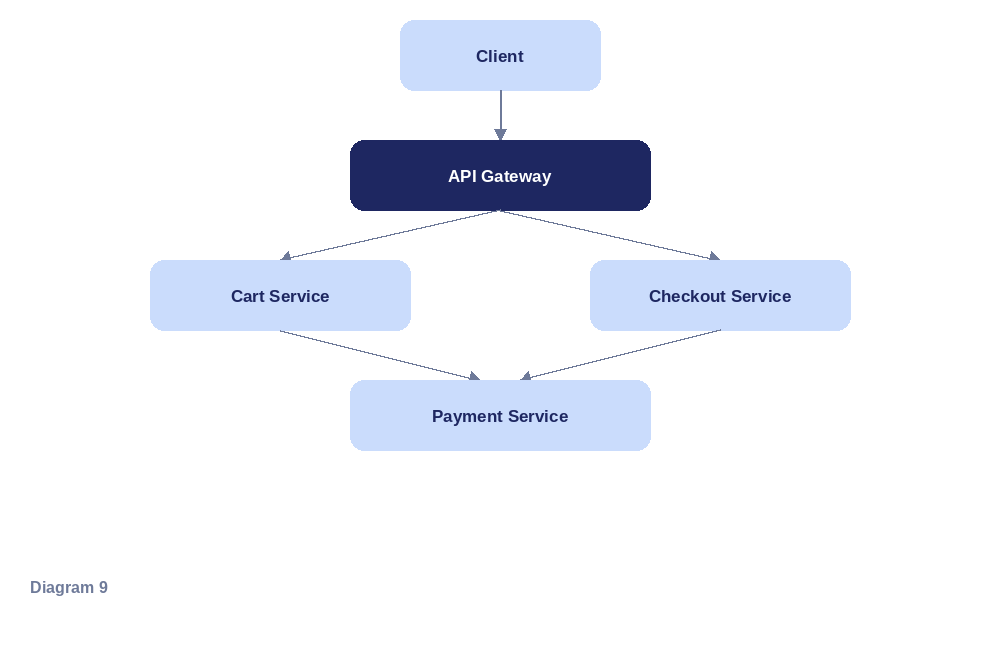 Client
API Gateway
Cart Service
Checkout Service
Payment Service
Diagram 9